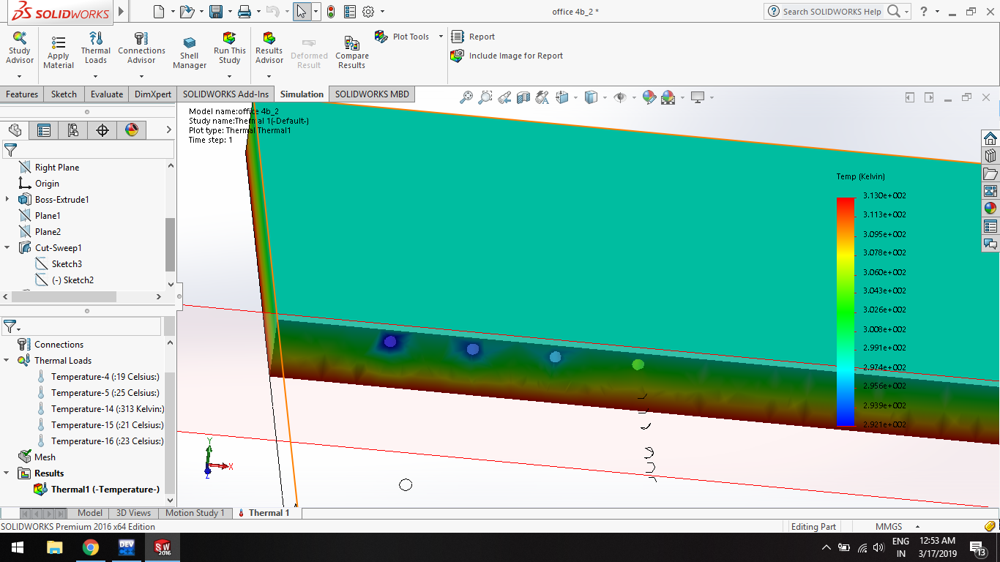 SOLIDWORKS
office 4b_2 *
Search SOLIDWORKS Help
?
Study Advisor
Apply Material
Thermal Loads
Connections Advisor
Shell Manager
Run This Study
Results Advisor
Deformed Result
Compare Results
Plot Tools
Report
Include Image for Report
Features
Sketch
Evaluate
DimXpert
SOLIDWORKS Add-Ins
Simulation
SOLIDWORKS MBD
Model name:office 4b_2
Study name:Thermal 1(-Default-)
Plot type: Thermal Thermal1
Time step: 1
Right Plane
Origin
Boss-Extrude1
Plane1
Plane2
Cut-Sweep1
Sketch3
(-) Sketch2
Connections
Thermal Loads
Temperature-4 (:19 Celsius:)
Temperature-5 (:25 Celsius:)
Temperature-14 (:313 Kelvin:)
Temperature-15 (:21 Celsius:)
Temperature-16 (:23 Celsius:)
Mesh
Results
Thermal1 (-Temperature-)
Temp (Kelvin)
3.130e+002
3.113e+002
3.095e+002
3.078e+002
3.060e+002
3.043e+002
3.026e+002
3.008e+002
2.991e+002
2.974e+002
2.956e+002
2.939e+002
2.921e+002
Y
X
Z
Model
3D Views
Motion Study 1
Thermal 1
SOLIDWORKS Premium 2016 x64 Edition
Editing Part
MMGS
DEV
SW
2016
ENG
IN
12:53 AM
3/17/2019
13